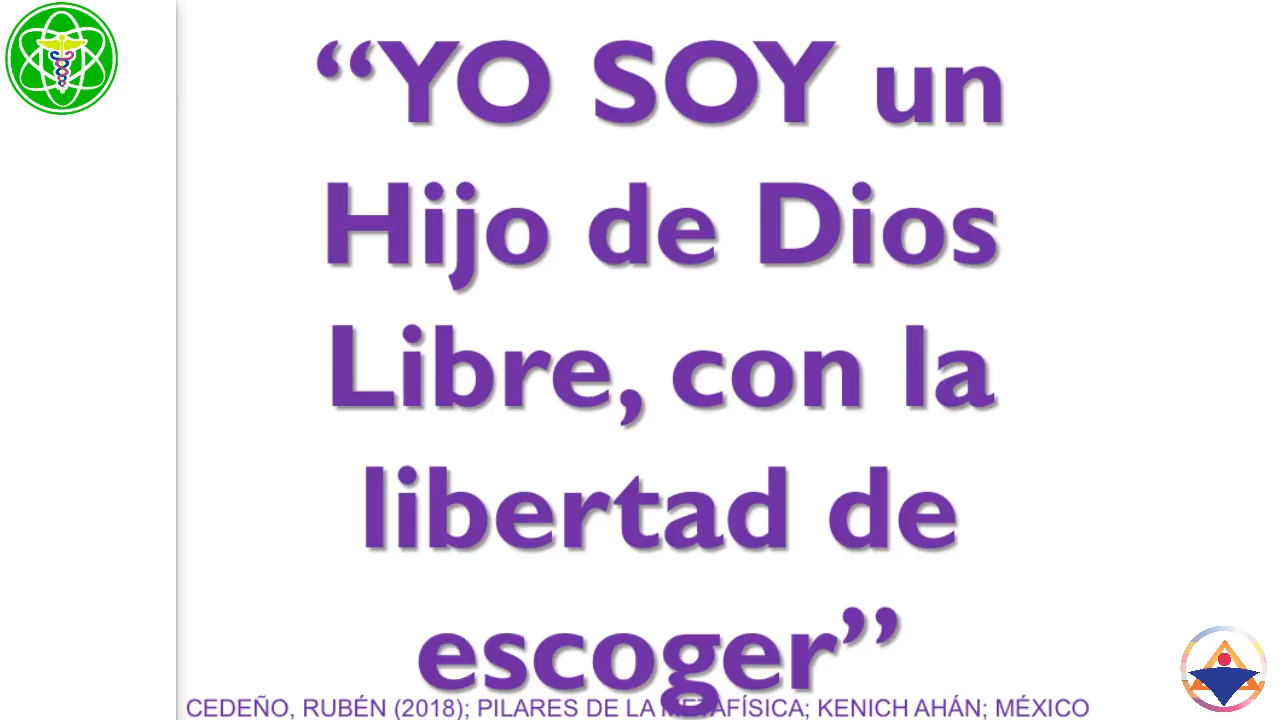 “YO SOY un
Hijo de Dios
Libre, con la
libertad de
escoger”
CEDEÑO, RUBÉN (2018); PILARES DE LA METAFÍSICA; KENICH AHÁN; MÉXICO